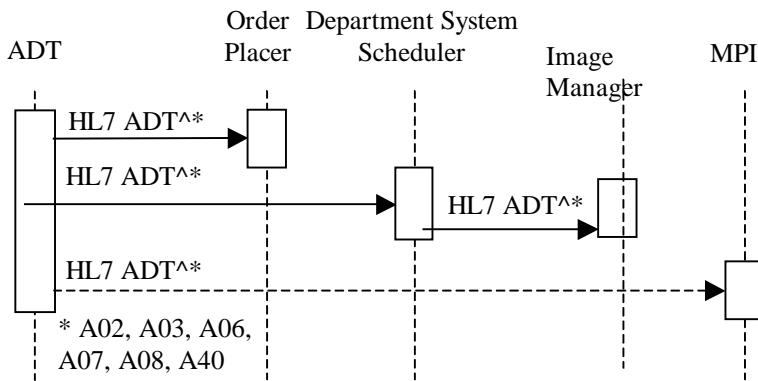 ADT
Order
Placer
Department System
Scheduler
Image
Manager
MPI
HL7 ADT^*
HL7 ADT^*
HL7 ADT^*
HL7 ADT^*
* A02, A03, A06,
A07, A08, A40